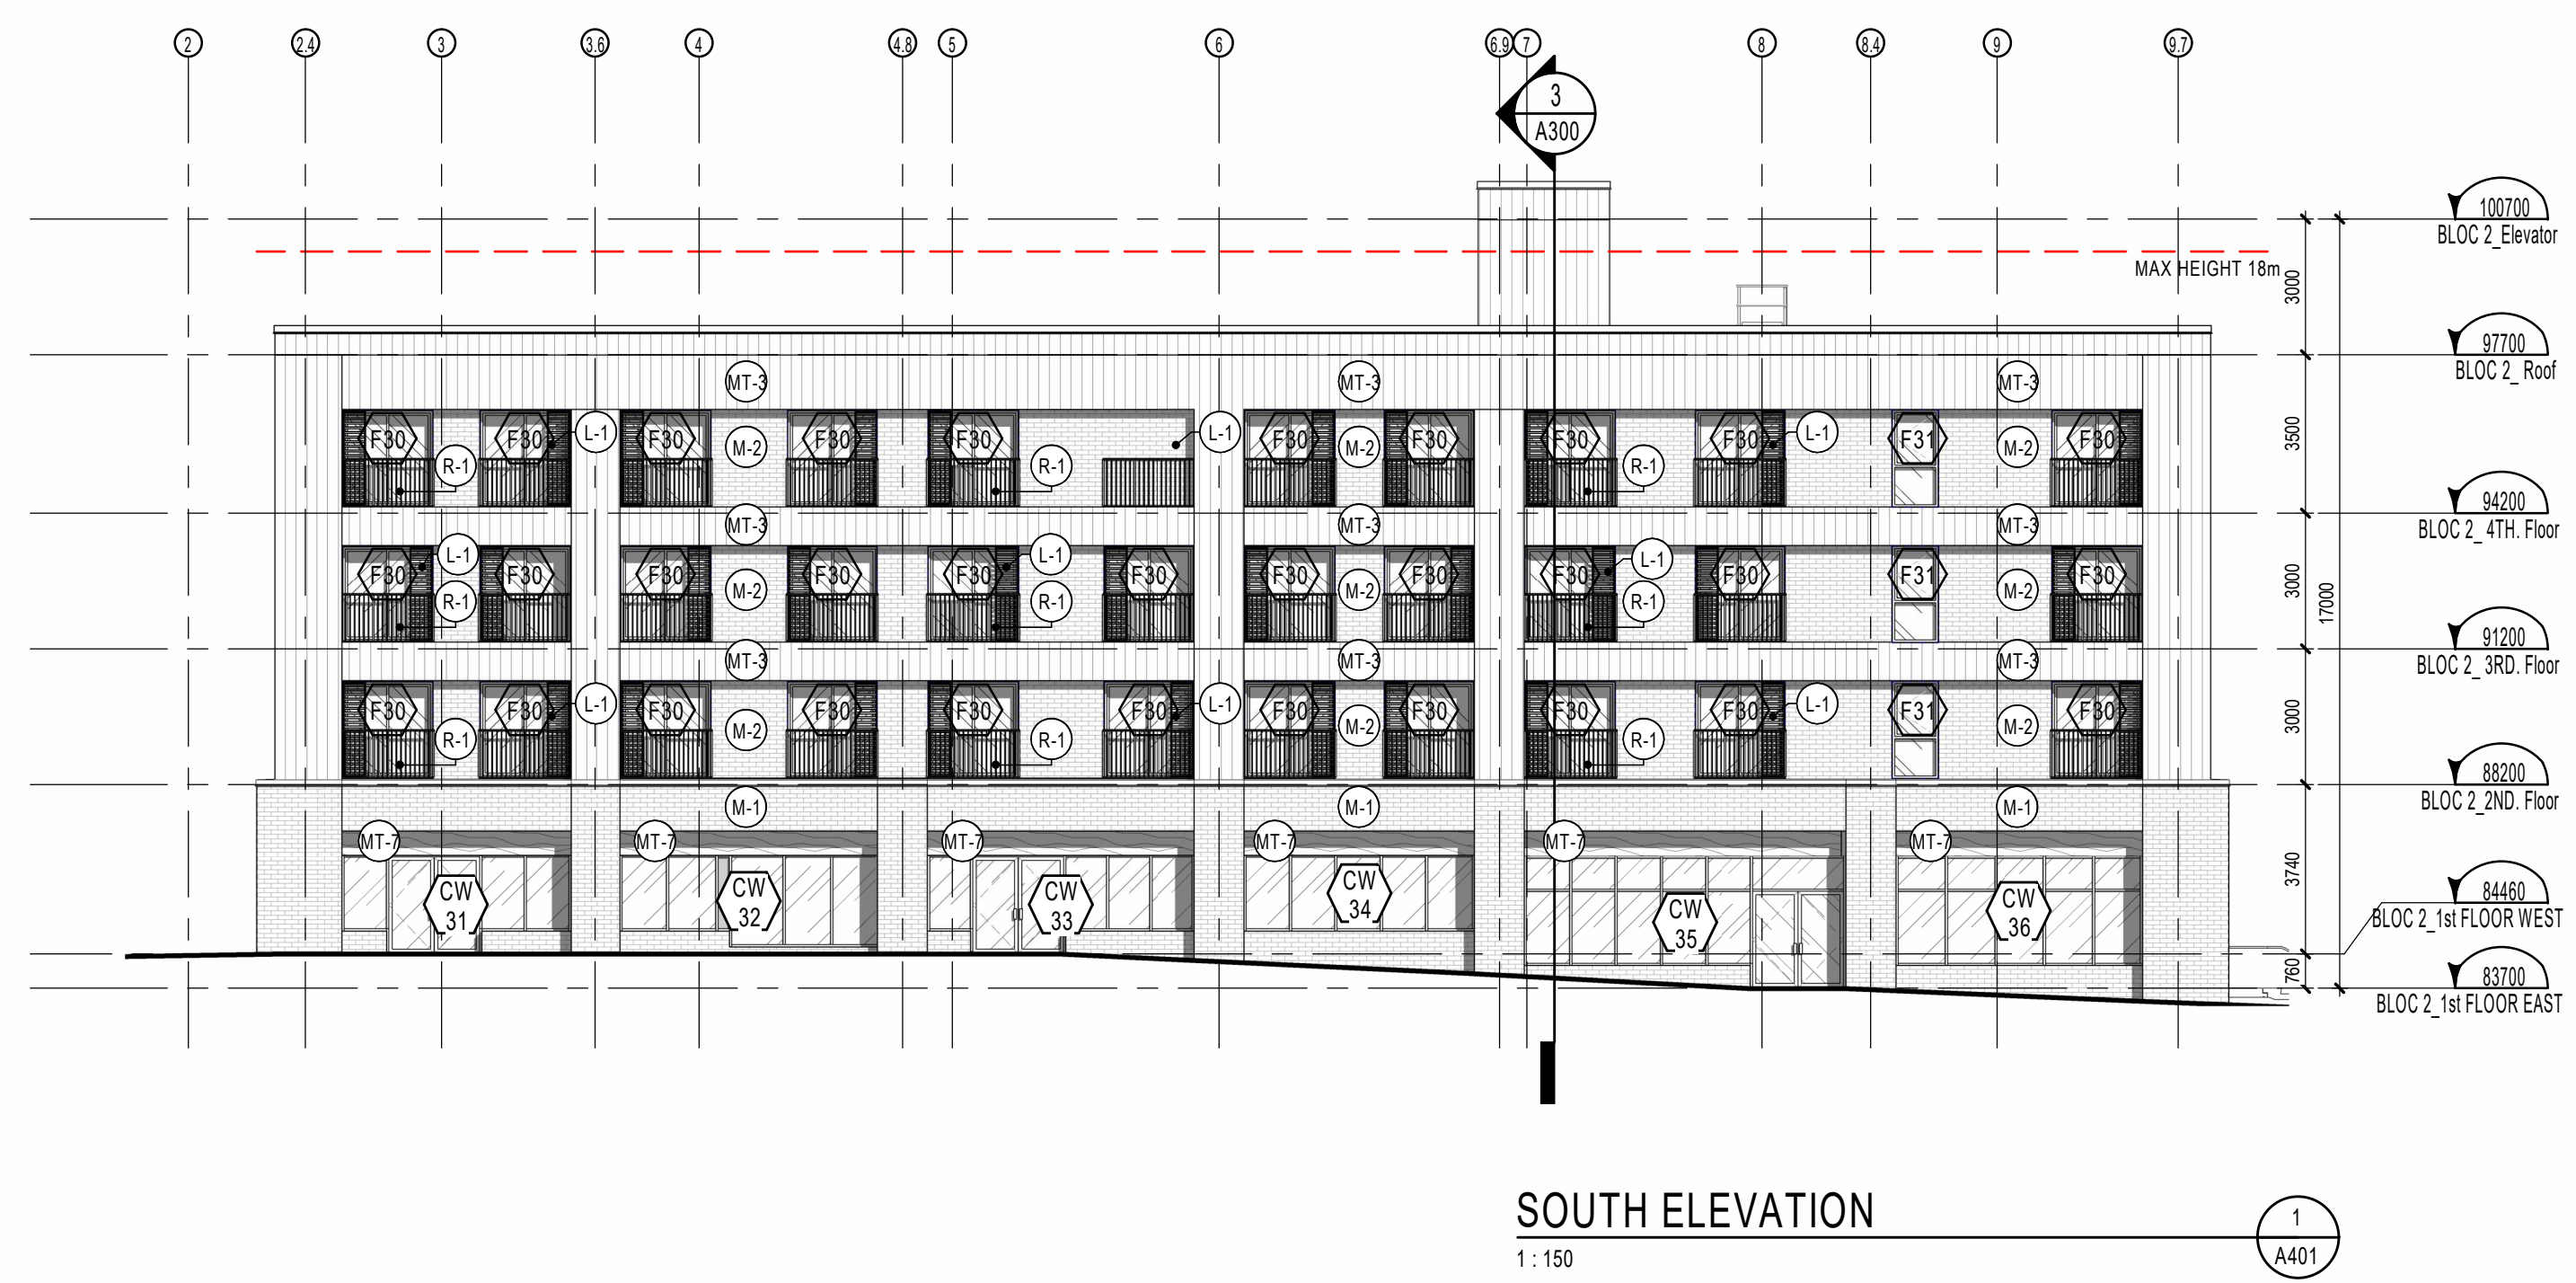 2 2.4 3 3.6 4 4.8 5 6 6.9 7 8 8.4 9 9.7
3
A300
100700
BLOC 2_Elevator
MAX HEIGHT 18m
3000
97700
BLOC 2_ Roof
MT-3 MT-3 MT-3
F30 F30 L-1 F30 F30 F30 L-1 F30 F30 F30 F30 L-1 F31 F30
M-2 M-2 M-2
R-1 R-1 R-1
3500
94200
BLOC 2_ 4TH. Floor
MT-3 MT-3 MT-3
L-1 L-1 L-1
F30 F30 F30 F30 F30 F30 F30 F30 F30 F30 F31 F30
M-2 M-2 M-2
R-1 R-1 R-1
3000
17000
91200
BLOC 2_ 3RD. Floor
MT-3 MT-3 MT-3
F30 F30 L-1 F30 F30 F30 F30 L-1 F30 F30 F30 F30 L-1 F31 F30
M-2 M-2 M-2
R-1 R-1 R-1
3000
88200
BLOC 2_2ND. Floor
M-1 M-1 M-1
MT-7 MT-7 MT-7 MT-7 MT-7 MT-7
CW
31
CW
32
CW
33
CW
34
CW
35
CW
36
3740
84460
BLOC 2_1st FLOOR WEST
760
83700
BLOC 2_1st FLOOR EAST
SOUTH ELEVATION
1 : 150
1
A401